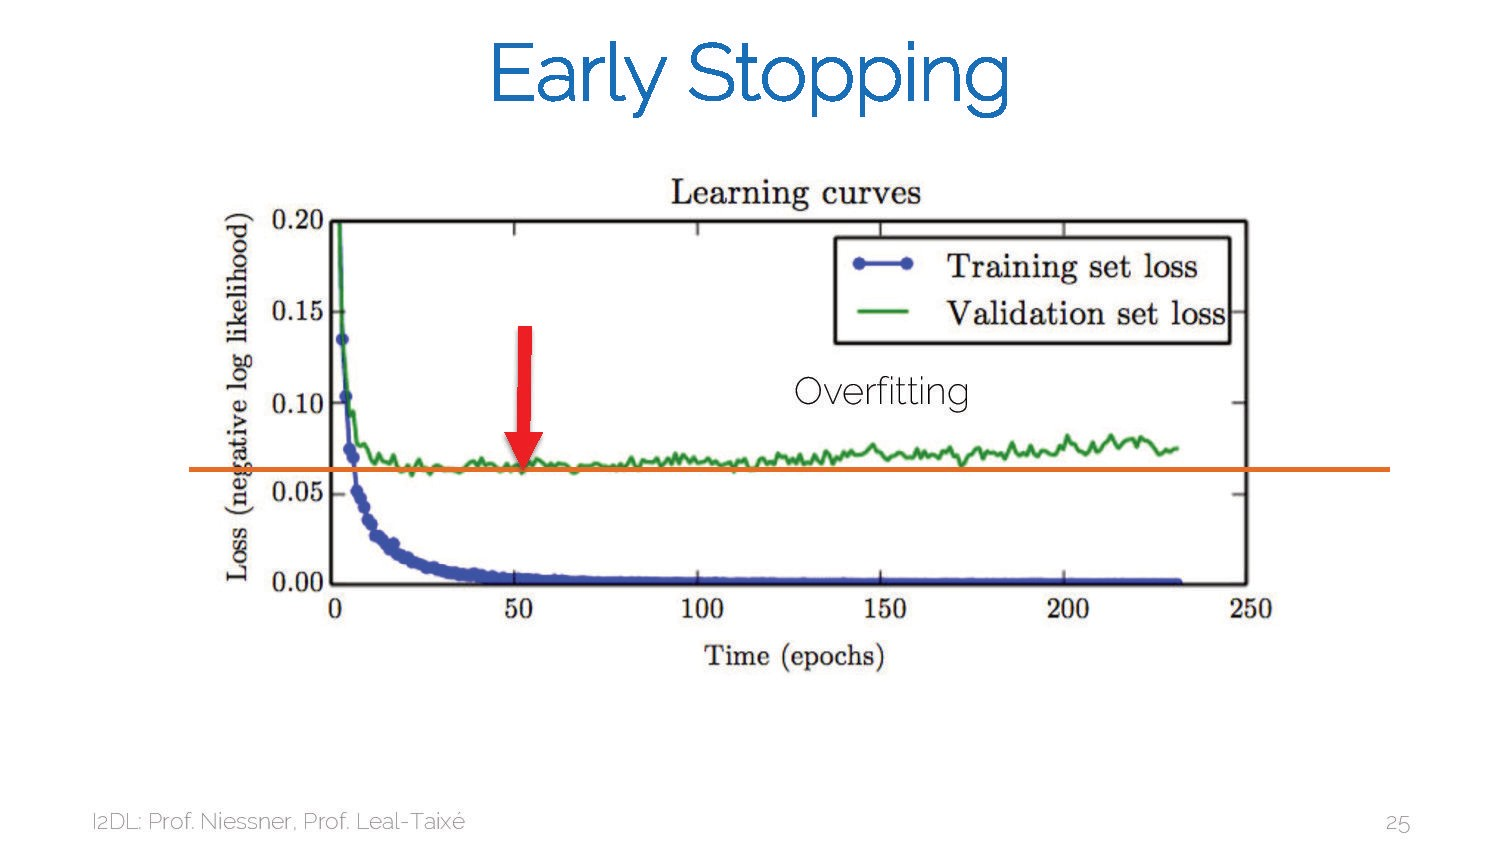 Early Stopping
Learning curves
Loss (negative log likelihood)
0.20
0.15
0.10
0.05
0.00
Training set loss
Validation set loss
Overfitting
0 50 100 150 200 250
Time (epochs)
I2DL: Prof. Niessner, Prof. Leal-Taixé
25